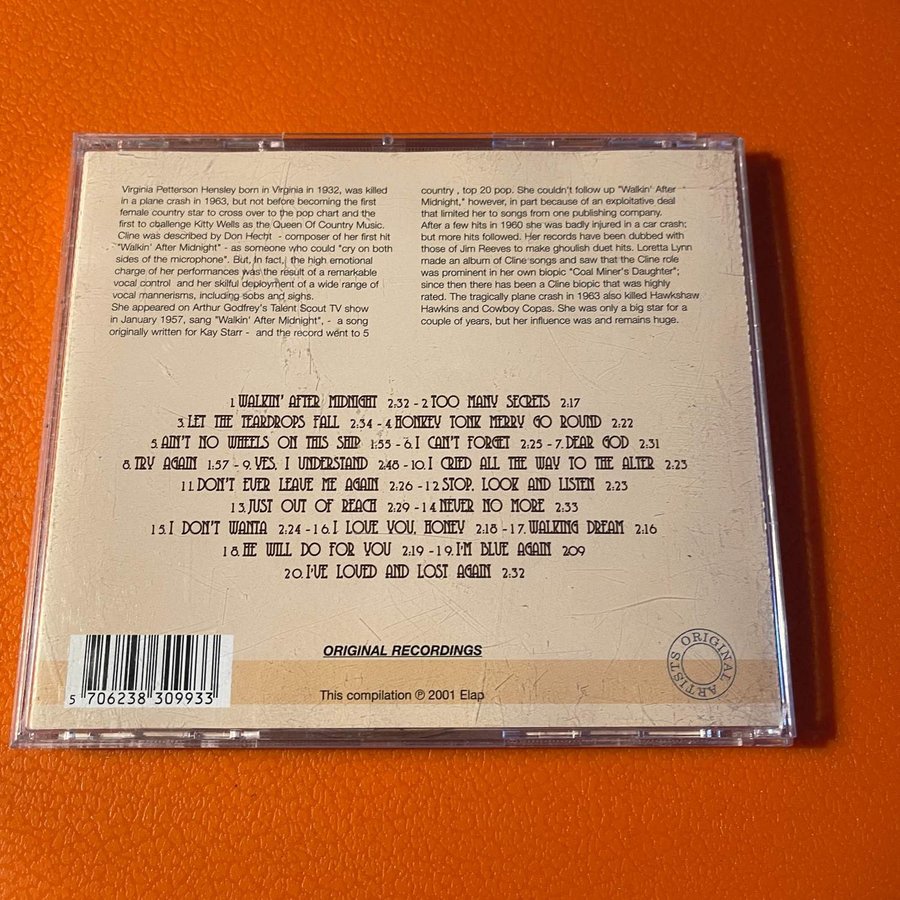 Virginia Petterson Hensley born in Virginia in 1932, was killed
in a plane crash in 1963, but not before becoming the first
female country star to cross over to the pop chart and the
first to challenge Kitty Wells as the Queen Of Country Music.
Cline was described by Don Hecht - composer of her first hit
"Walkin' After Midnight" - as someone who could "cry on both
sides of the microphone". But, In fact, the high emotional
charge of her performances was the result of a remarkable
vocal control and her skilful deployment of a wide range of
vocal mannerisms, including sobs and sighs.
She appeared on Arthur Godfrey's Talent Scout TV show
in January 1957, sang "Walkin' After Midnight", - a song
originally written for Kay Starr - and the record went to 5
country , top 20 pop. She couldn't follow up "Walkin' After
Midnight," however, in part because of an exploitative deal
that limited her to songs from one publishing company.
After a few hits in 1960 she was badly injured in a car crash;
but more hits followed. Her records have been dubbed with
those of Jim Reeves to make ghoulish duet hits. Loretta Lynn
made an album of Cline songs and saw that the Cline role
was prominent in her own biopic "Coal Miner's Daughter";
since then there has been a Cline biopic that was highly
rated. The tragically plane crash in 1963 also killed Hawkshaw
Hawkins and Cowboy Copas. She was only a big star for a
couple of years, but her influence was and remains huge.
1. WALKIN' AFTER MIDNIGHT 2:32 - 2. TOO MANY SECRETS 2:17
3. LET THE TEARDROPS FALL 2:34 - 4. HONKEY TONK MERRY GO ROUND 2:22
5. AIN'T NO WHEELS ON THIS SHIP 1:55 - 6. I CAN'T FORGET 2:25 - 7. DEAR GOD 2:31
8. TRY AGAIN 1:57 - 9. YES, I UNDERSTAND 2:48 - 10. I CRIED ALL THE WAY TO THE ALTER 2:23
11. DON'T EVER LEAVE ME AGAIN 2:26 - 12. STOP, LOOK AND LISTEN 2:23
13. JUST OUT OF REACH 2:29 - 14. NEVER NO MORE 2:33
15. I DON'T WANTA 2:24 - 16. I LOVE YOU, HONEY 2:18 - 17. WALKING DREAM 2:16
18. HE WILL DO FOR YOU 2:19 - 19. I'M BLUE AGAIN 209
20. I'VE LOVED AND LOST AGAIN 2:32
ORIGINAL RECORDINGS
This compilation ℗ 2001 Elap
5 706238 309933
ORIGINAL ARTISTS